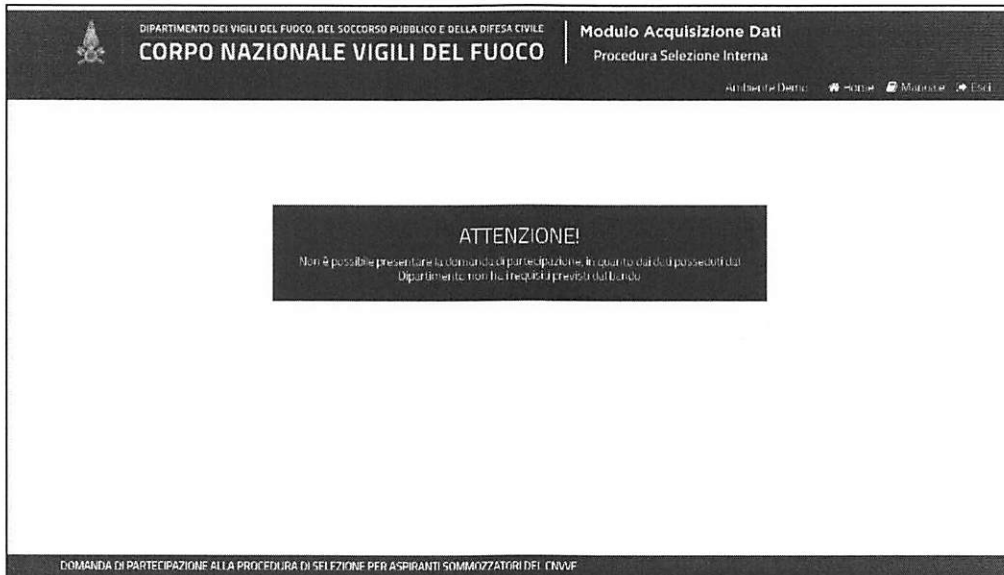 DIPARTIMENTO DEI VIGILI DEL FUOCO, DEL SOCCORSO PUBBLICO E DELLA DIFESA CIVILE
CORPO NAZIONALE VIGILI DEL FUOCO
Modulo Acquisizione Dati
Procedura Selezione Interna
Ambiente Demo Home Manuale Esci
ATTENZIONE!
Non è possibile presentare la domanda di partecipazione, in quanto dai dati posseduti dal
Dipartimento non ha i requisiti previsti dal bando
DOMANDA DI PARTECIPAZIONE ALLA PROCEDURA DI SELEZIONE PER ASPIRANTI SOMMOZZATORI DEL CNVVF